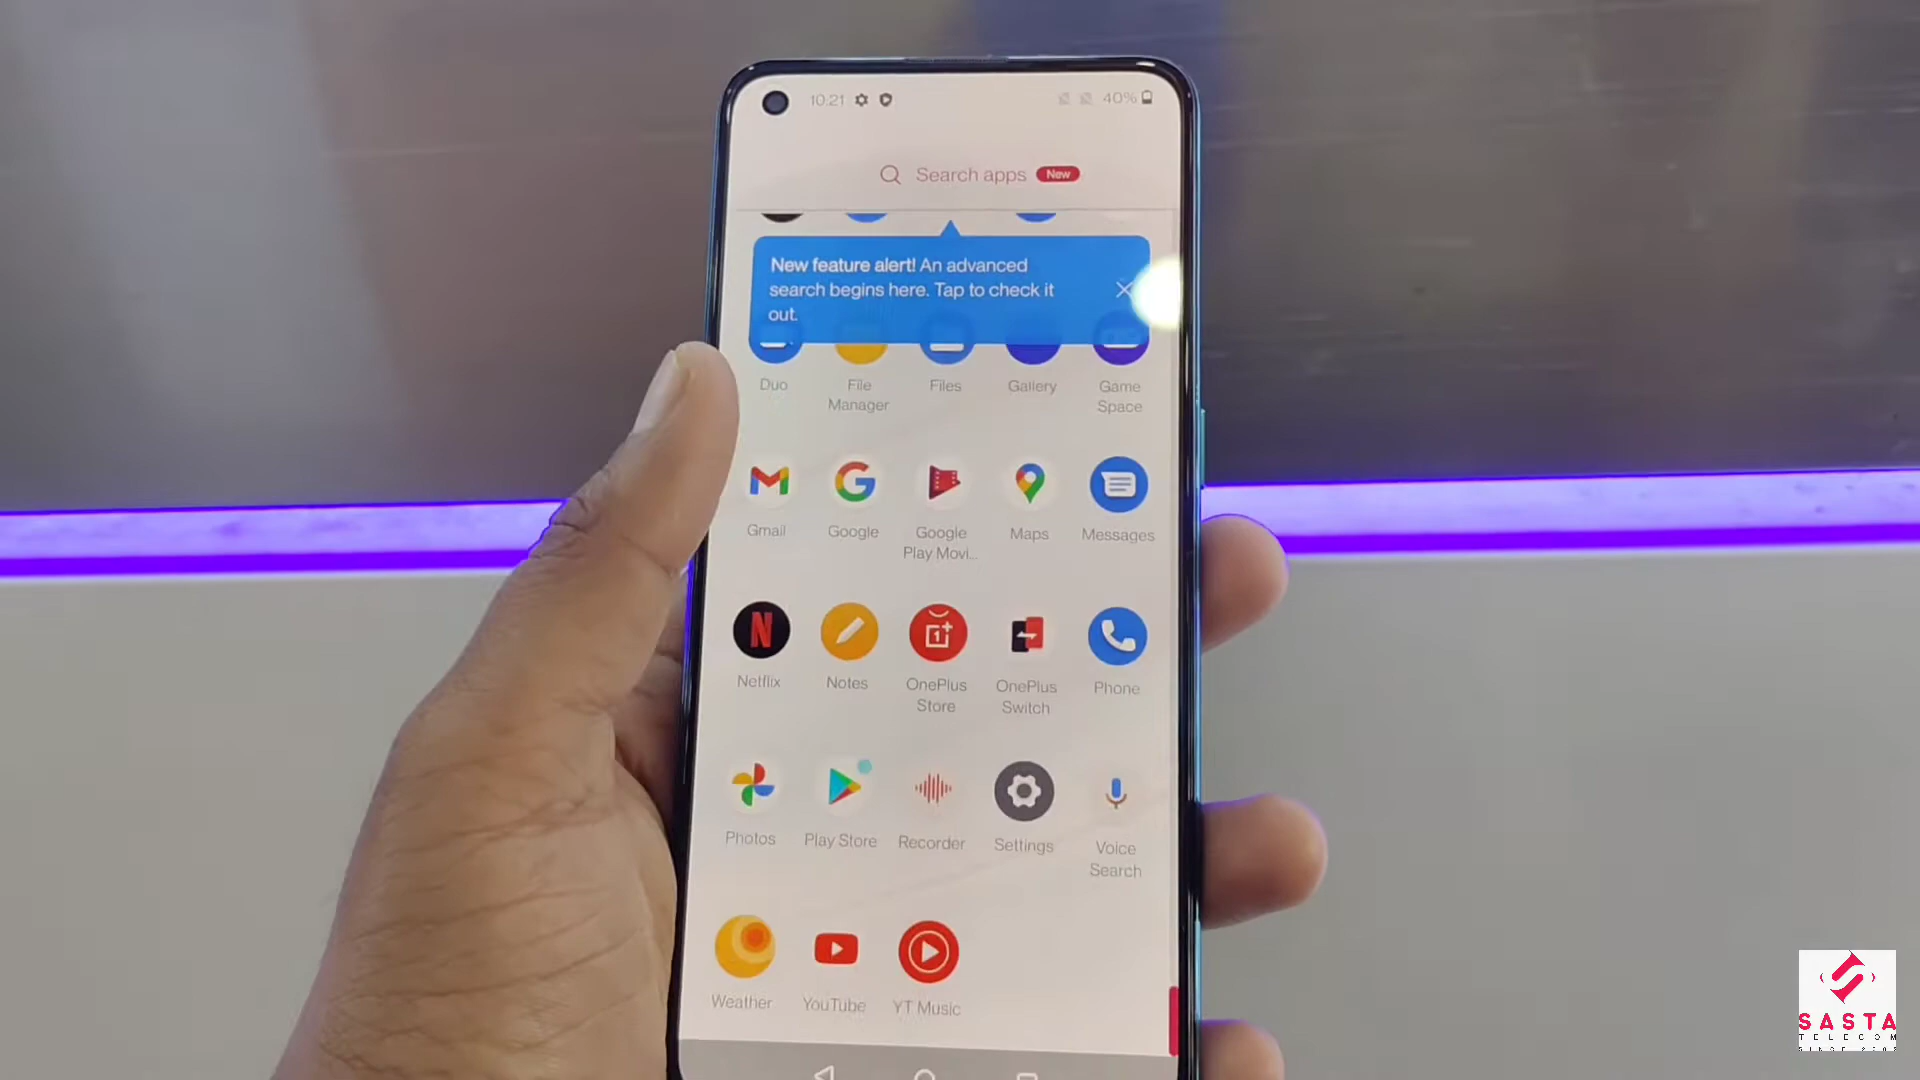 10:21 40%
Search apps New
New feature alert! An advanced
search begins here. Tap to check it
out.
Duo File Manager Files Gallery Game Space
Gmail Google Google Play Movi... Maps Messages
Netflix Notes OnePlus Store OnePlus Switch Phone
Photos Play Store Recorder Settings Voice Search
Weather YouTube YT Music
SASTA
TELECOM